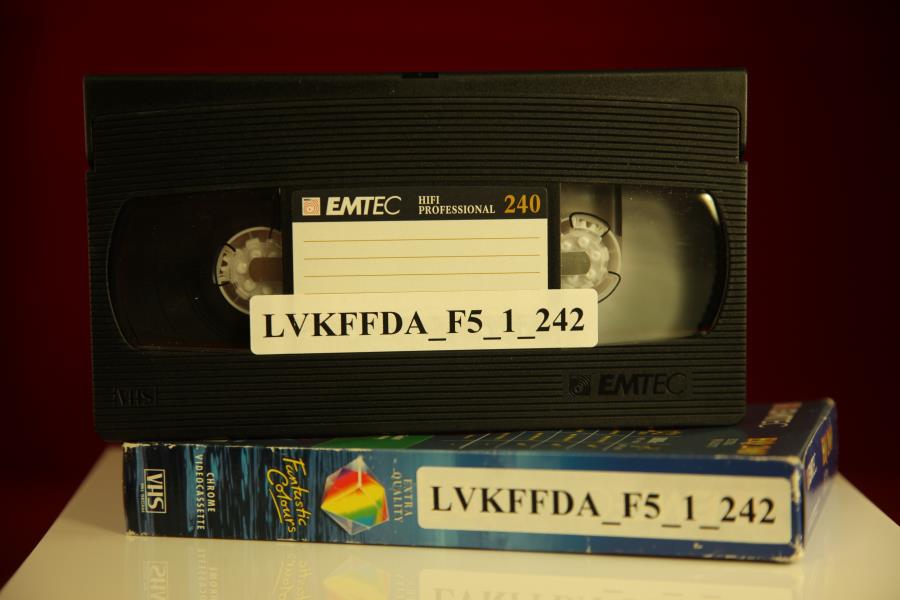 EMTEC HIFI PROFESSIONAL 240
LVKFFDA_F5_1_242
VHS
EMTEC
VHS
CHROME
VIDEOCASSETTE
Fantastic
Colours
EXTRA
QUALITY
LVKFFDA_F5_1_242